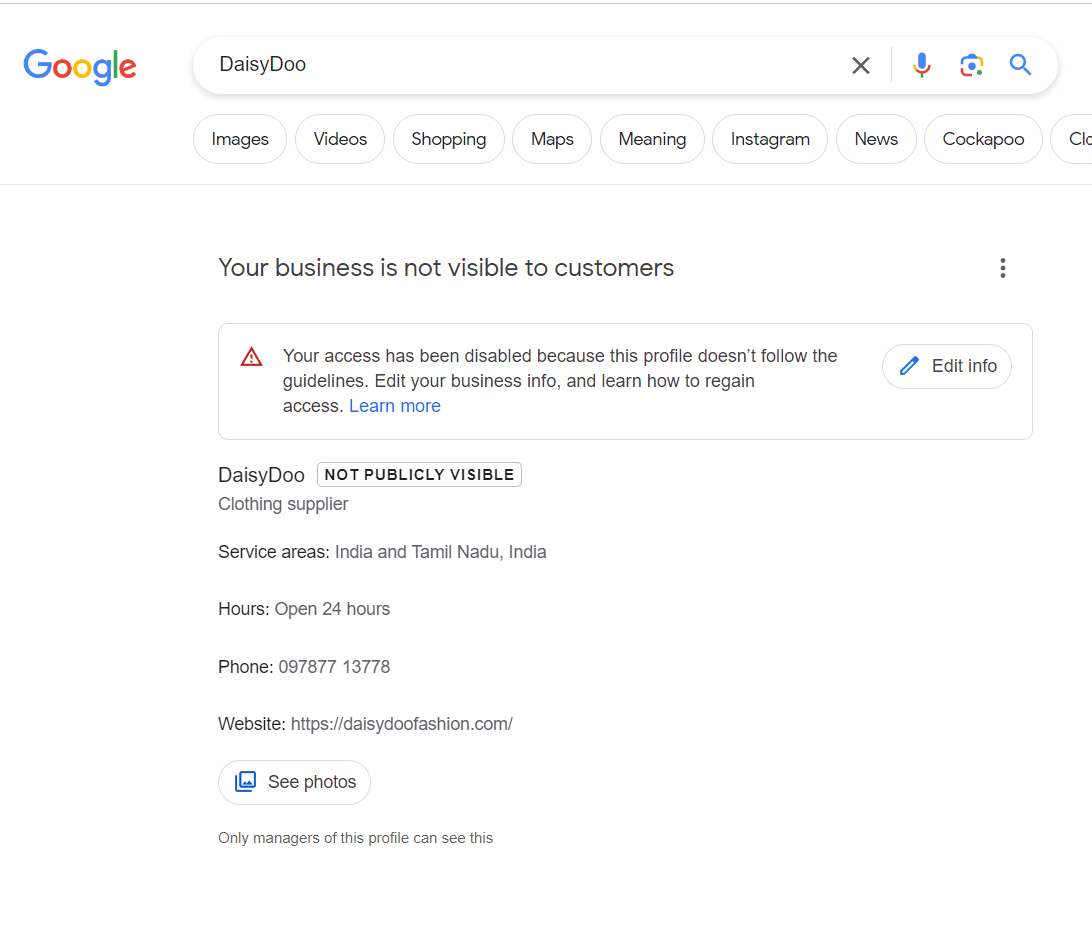 Google
DaisyDoo
Images Videos Shopping Maps Meaning Instagram News Cockapoo Clo
Your business is not visible to customers
Your access has been disabled because this profile doesn't follow the
guidelines. Edit your business info, and learn how to regain
access. Learn more
Edit info
DaisyDoo NOT PUBLICLY VISIBLE
Clothing supplier
Service areas: India and Tamil Nadu, India
Hours: Open 24 hours
Phone: 097877 13778
Website: https://daisydoofashion.com/
See photos
Only managers of this profile can see this